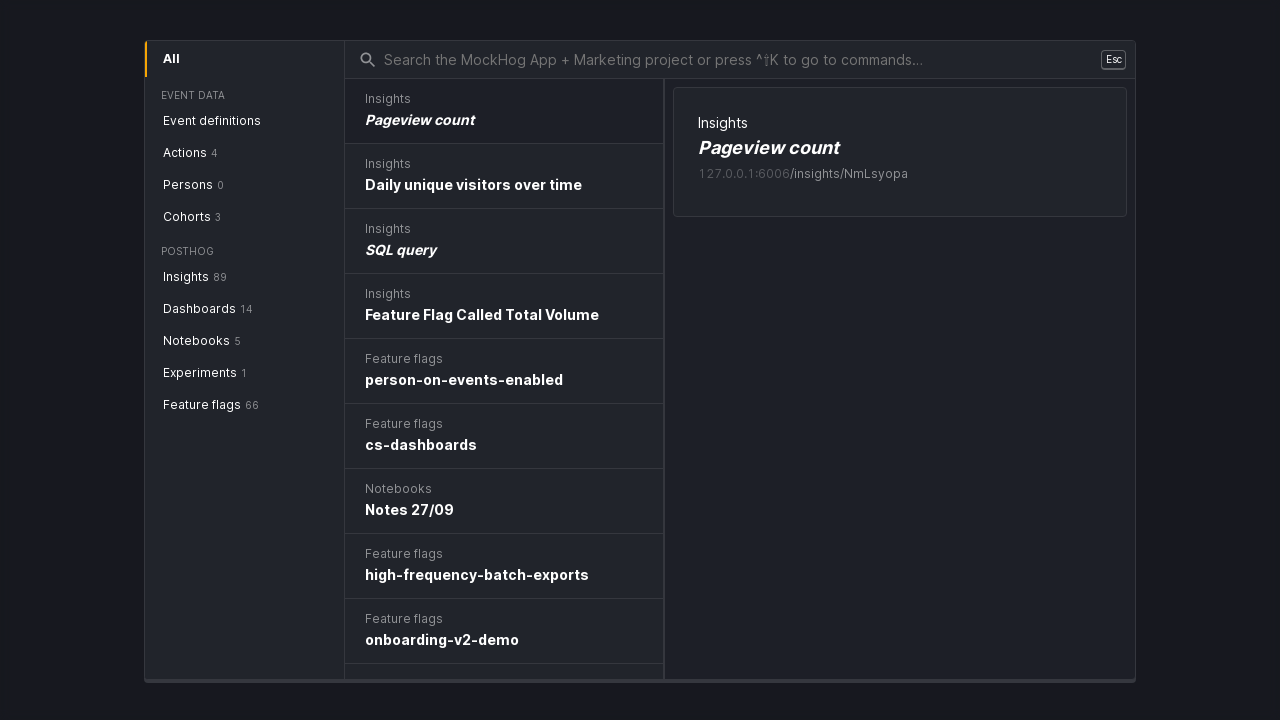 All
EVENT DATA
Event definitions
Actions 4
Persons 0
Cohorts 3
POSTHOG
Insights 89
Dashboards 14
Notebooks 5
Experiments 1
Feature flags 66
Search the MockHog App + Marketing project or press ^⇧K to go to commands...
Esc
Insights
Pageview count
Insights
Daily unique visitors over time
Insights
SQL query
Insights
Feature Flag Called Total Volume
Feature flags
person-on-events-enabled
Feature flags
cs-dashboards
Notebooks
Notes 27/09
Feature flags
high-frequency-batch-exports
Feature flags
onboarding-v2-demo
Insights
Pageview count
127.0.0.1:6006/insights/NmLsyopa